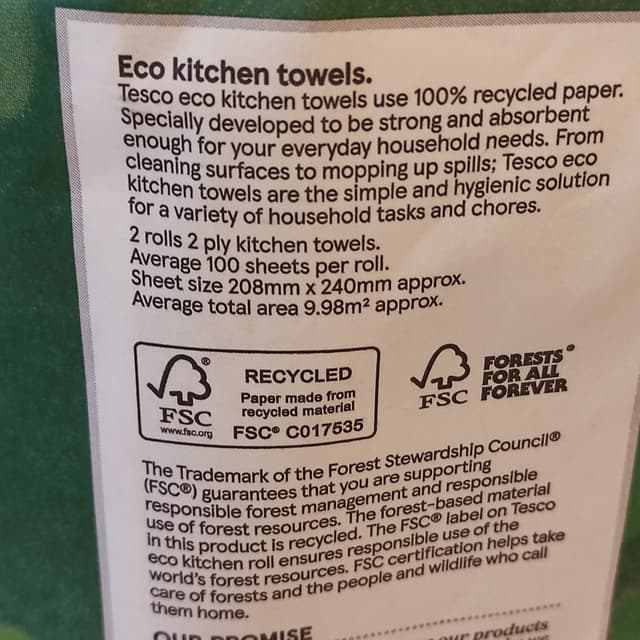 Eco kitchen towels.
Tesco eco kitchen towels use 100% recycled paper.
Specially developed to be strong and absorbent
enough for your everyday household needs. From
cleaning surfaces to mopping up spills; Tesco eco
kitchen towels are the simple and hygienic solution
for a variety of household tasks and chores.
2 rolls 2 ply kitchen towels.
Average 100 sheets per roll.
Sheet size 208mm x 240mm approx.
Average total area 9.98m² approx.
®
FSC
www.fsc.org
RECYCLED
Paper made from
recycled material
FSC® C017535
FSC
FORESTS®
FOR ALL
FOREVER
The Trademark of the Forest Stewardship Council®
(FSC®) guarantees that you are supporting
responsible forest management and responsible
use of forest resources. The forest-based material
in this product is recycled. The FSC® label on Tesco
eco kitchen roll ensures responsible use of the
world's forest resources. FSC certification helps take
care of forests and the people and wildlife who call
them home.
OUR PROMISE
our products